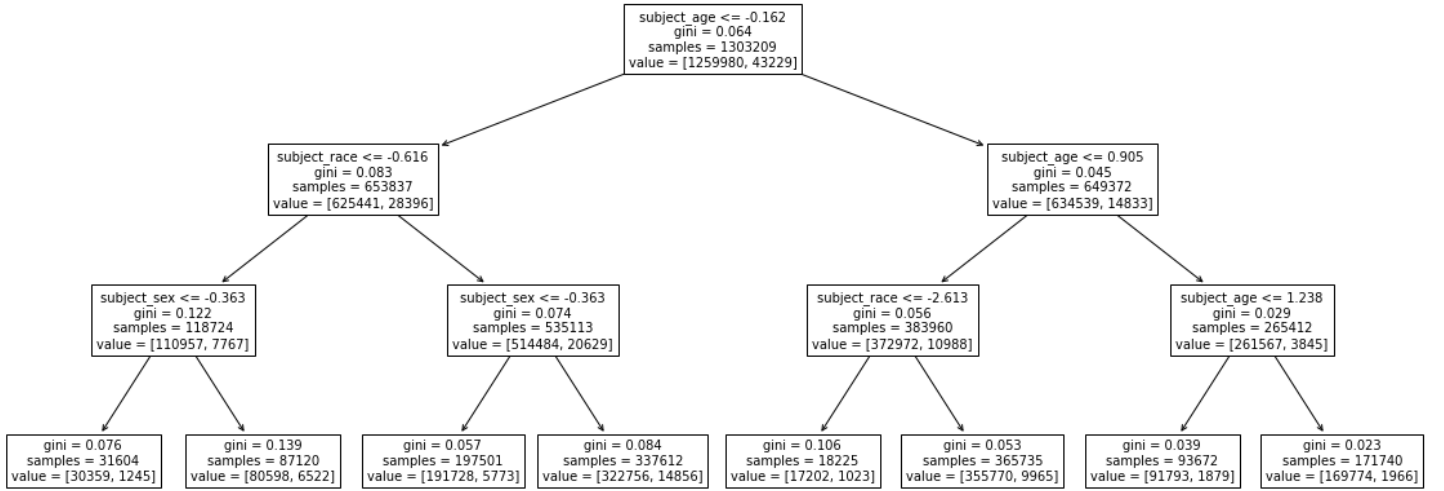 subject_age <= -0.162
gini = 0.064
samples = 1303209
value = [1259980, 43229]
subject_race <= -0.616
gini = 0.083
samples = 653837
value = [625441, 28396]
subject_age <= 0.905
gini = 0.045
samples = 649372
value = [634539, 14833]
subject_sex <= -0.363
gini = 0.122
samples = 118724
value = [110957, 7767]
subject_sex <= -0.363
gini = 0.074
samples = 535113
value = [514484, 20629]
subject_race <= -2.613
gini = 0.056
samples = 383960
value = [372972, 10988]
subject_age <= 1.238
gini = 0.029
samples = 265412
value = [261567, 3845]
gini = 0.076
samples = 31604
value = [30359, 1245]
gini = 0.139
samples = 87120
value = [80598, 6522]
gini = 0.057
samples = 197501
value = [191728, 5773]
gini = 0.084
samples = 337612
value = [322756, 14856]
gini = 0.106
samples = 18225
value = [17202, 1023]
gini = 0.053
samples = 365735
value = [355770, 9965]
gini = 0.039
samples = 93672
value = [91793, 1879]
gini = 0.023
samples = 171740
value = [169774, 1966]